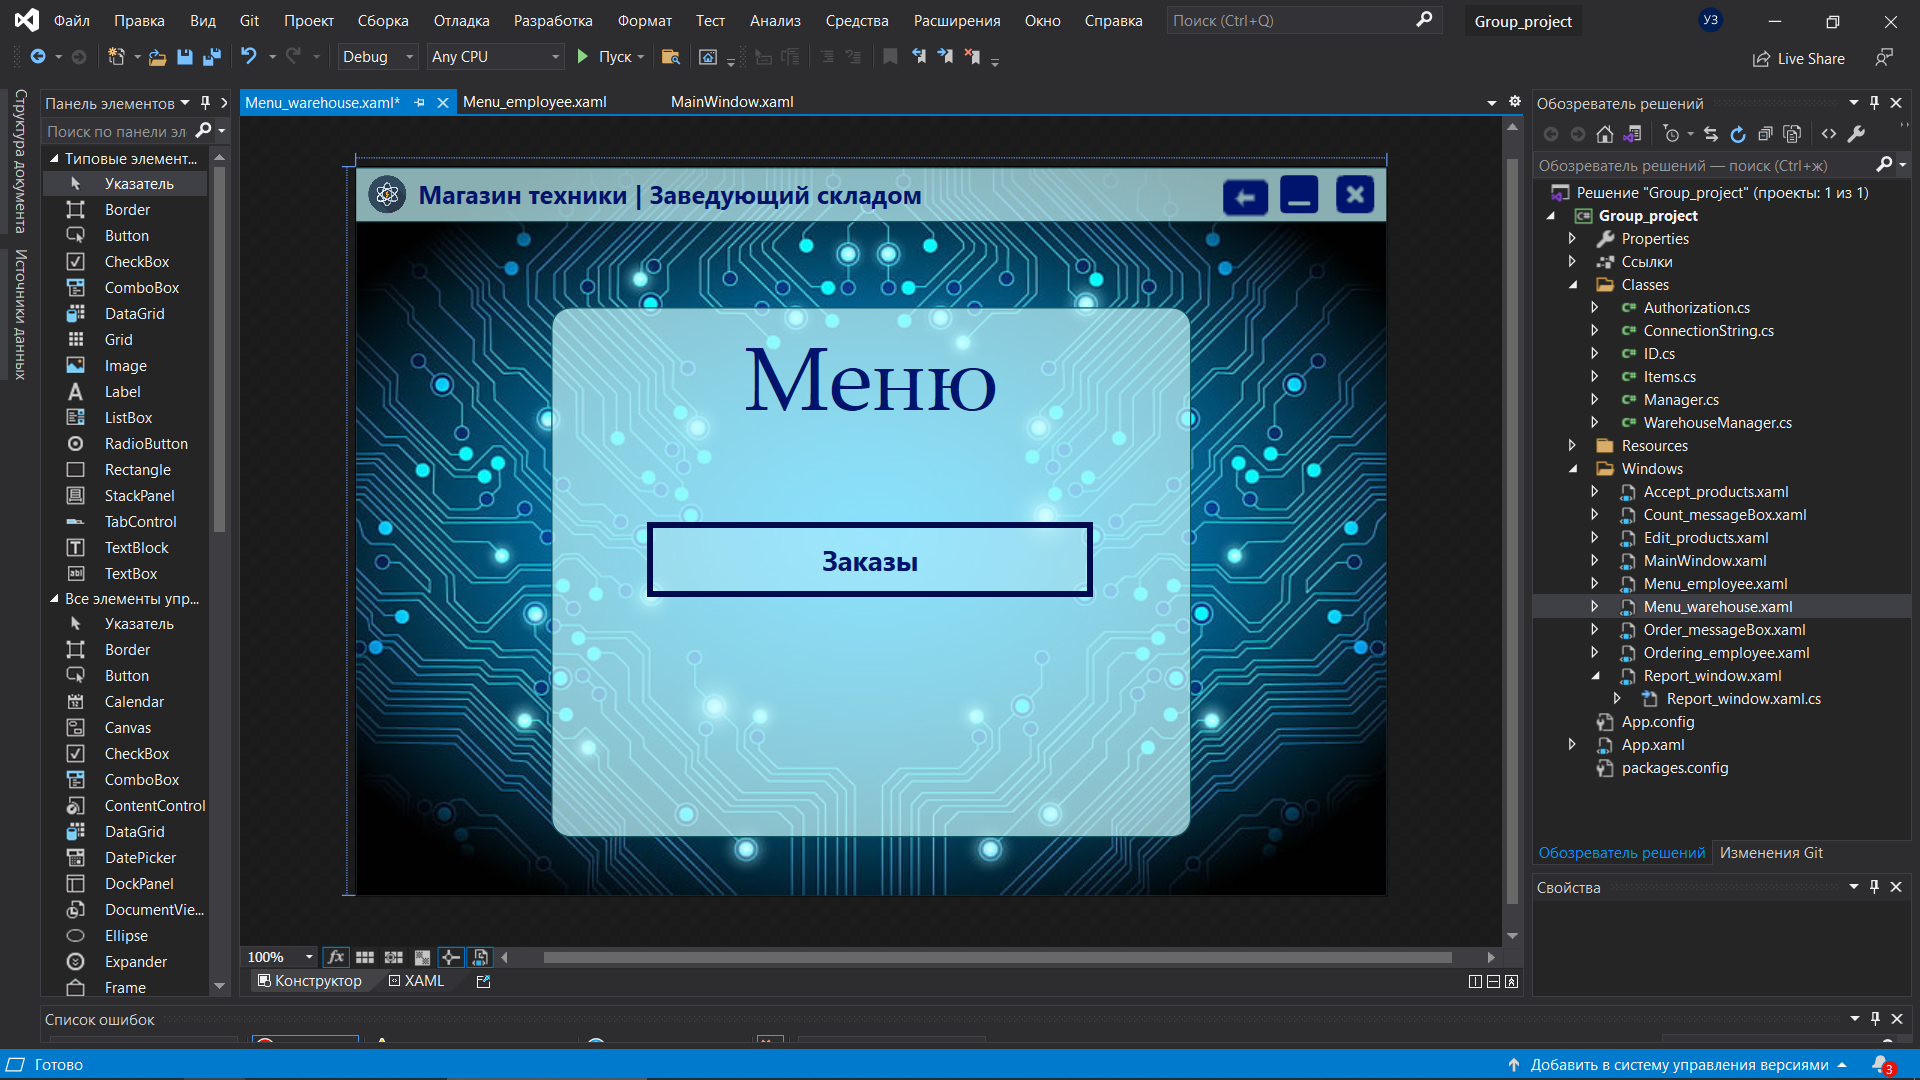 Файл Правка Вид Git Проект Сборка Отладка Разработка Формат Тест Анализ Средства Расширения Окно Справка Поиск (Ctrl+Q) Group_project УЗ
Debug Any CPU Пуск Live Share
Структура документа
Источники данных
Панель элементов
Поиск по панели эл
Типовые элемент...
Указатель
Border
Button
CheckBox
ComboBox
DataGrid
Grid
Image
Label
ListBox
RadioButton
Rectangle
StackPanel
TabControl
TextBlock
TextBox
Все элементы упр...
Указатель
Border
Button
Calendar
Canvas
CheckBox
ComboBox
ContentControl
DataGrid
DatePicker
DockPanel
DocumentVie...
Ellipse
Expander
Frame
Menu_warehouse.xaml* Menu_employee.xaml MainWindow.xaml
Магазин техники | Заведующий складом
Меню
Заказы
100%
Конструктор XAML
Обозреватель решений
Обозреватель решений — поиск (Ctrl+ж)
Решение "Group_project" (проекты: 1 из 1)
Group_project
Properties
Ссылки
Classes
Authorization.cs
ConnectionString.cs
ID.cs
Items.cs
Manager.cs
WarehouseManager.cs
Resources
Windows
Accept_products.xaml
Count_messageBox.xaml
Edit_products.xaml
MainWindow.xaml
Menu_employee.xaml
Menu_warehouse.xaml
Order_messageBox.xaml
Ordering_employee.xaml
Report_window.xaml
Report_window.xaml.cs
App.config
App.xaml
packages.config
Обозреватель решений Изменения Git
Свойства
Список ошибок
Готово Добавить в систему управления версиями 3